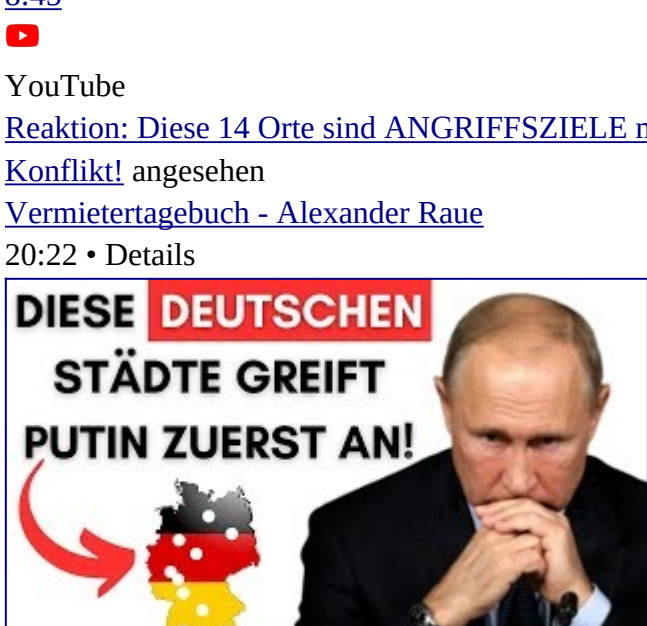 YouTube
Reaktion: Diese 14 Orte sind ANGRIFFSZIELE
Konflikt! angesehen
Vermietertagebuch - Alexander Raue
20:22 • Details
DIESE DEUTSCHEN
STÄDTE GREIFT
PUTIN ZUERST AN!